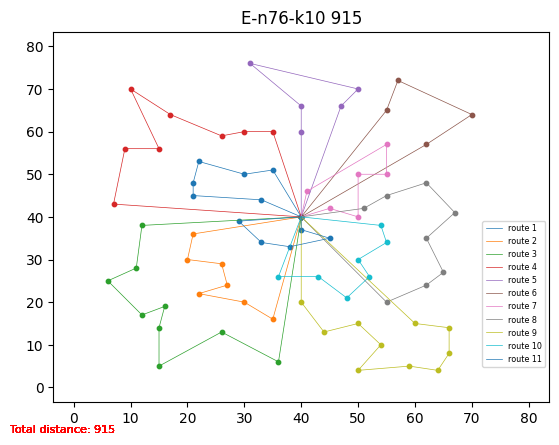 E-n76-k10 915
80
70
60
50
40
30
20
10
0
0 10 20 30 40 50 60 70 80
route 1
route 2
route 3
route 4
route 5
route 6
route 7
route 8
route 9
route 10
route 11
Total distance: 915